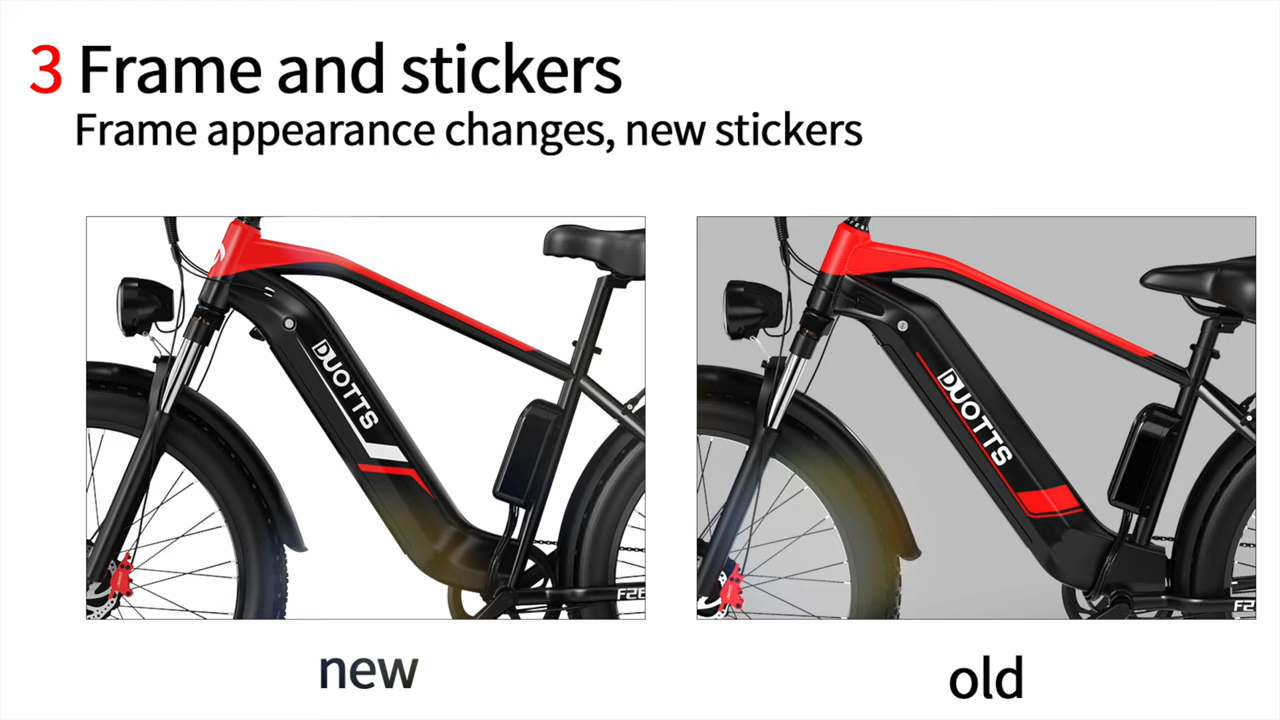 3 Frame and stickers
Frame appearance changes, new stickers
DUOTTS
DUOTTS
new
old